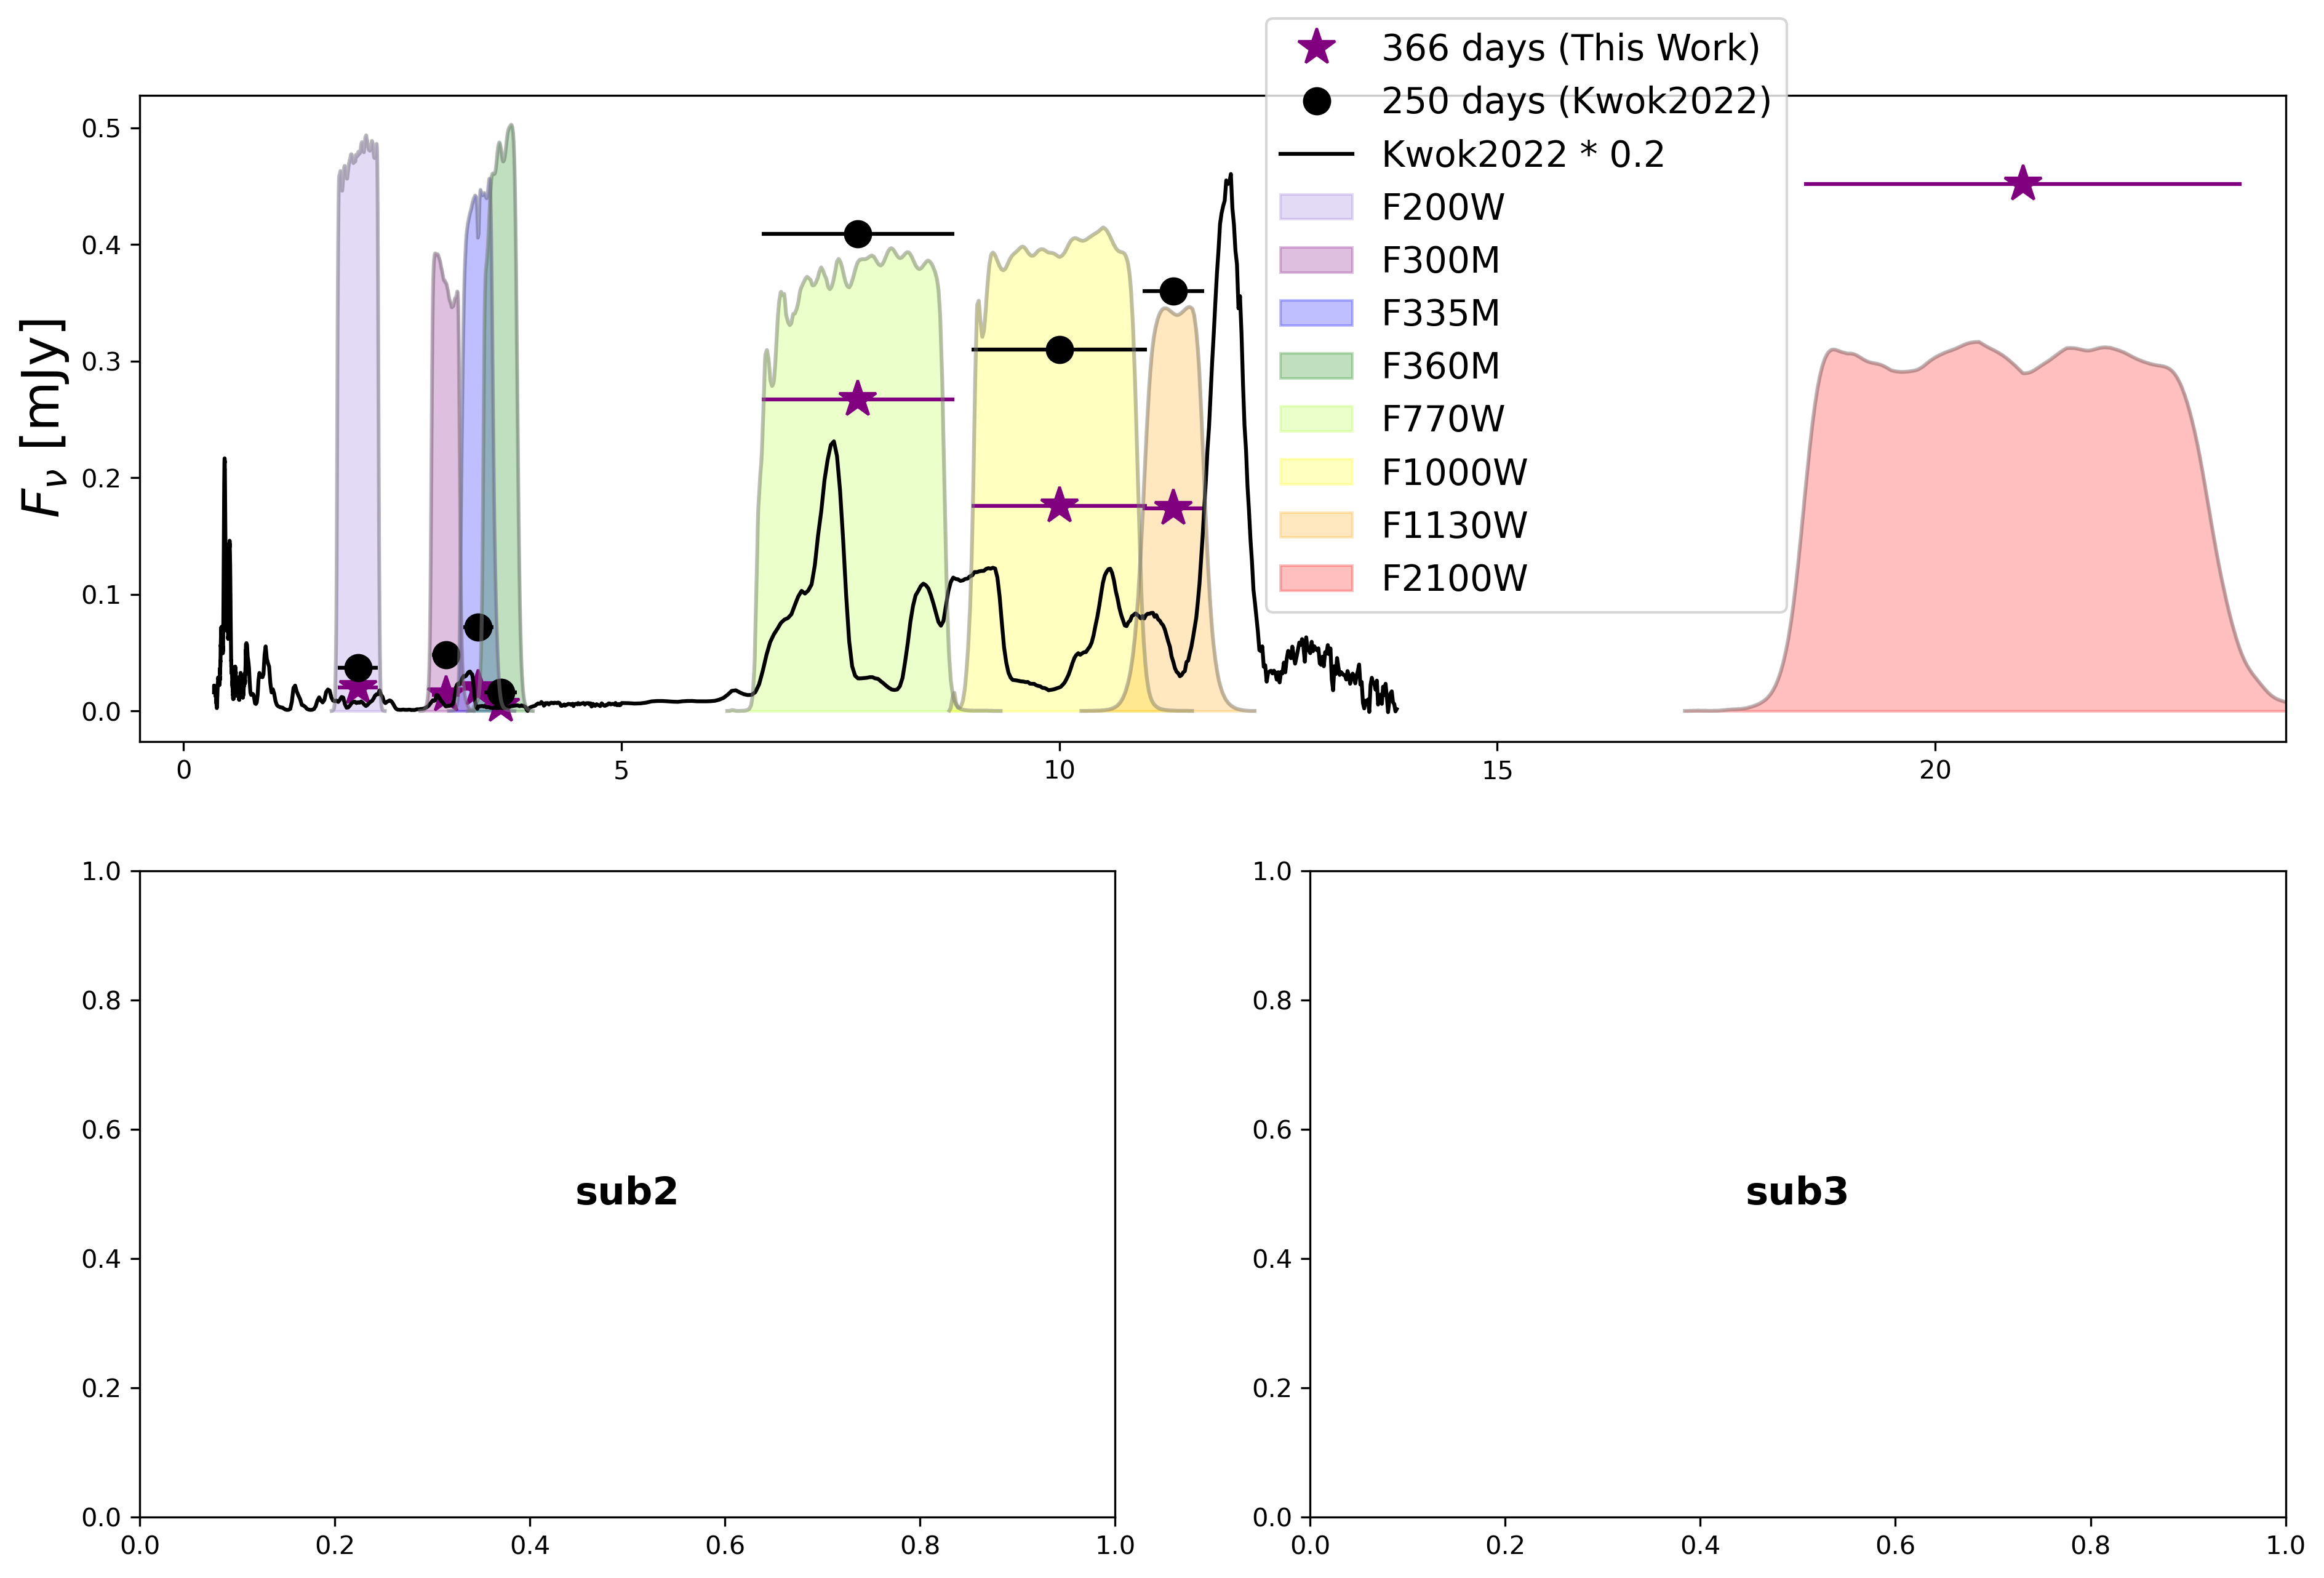 366 days (This Work)
250 days (Kwok2022)
Kwok2022 * 0.2
F200W
F300M
F335M
F360M
F770W
F1000W
F1130W
F2100W
F_ν [mJy]
0.5
0.4
0.3
0.2
0.1
0.0
0 5 10 15 20
1.0
0.8
0.6
0.4
0.2
0.0
sub2
0.0 0.2 0.4 0.6 0.8 1.0
1.0
0.8
0.6
0.4
0.2
0.0
sub3
0.0 0.2 0.4 0.6 0.8 1.0